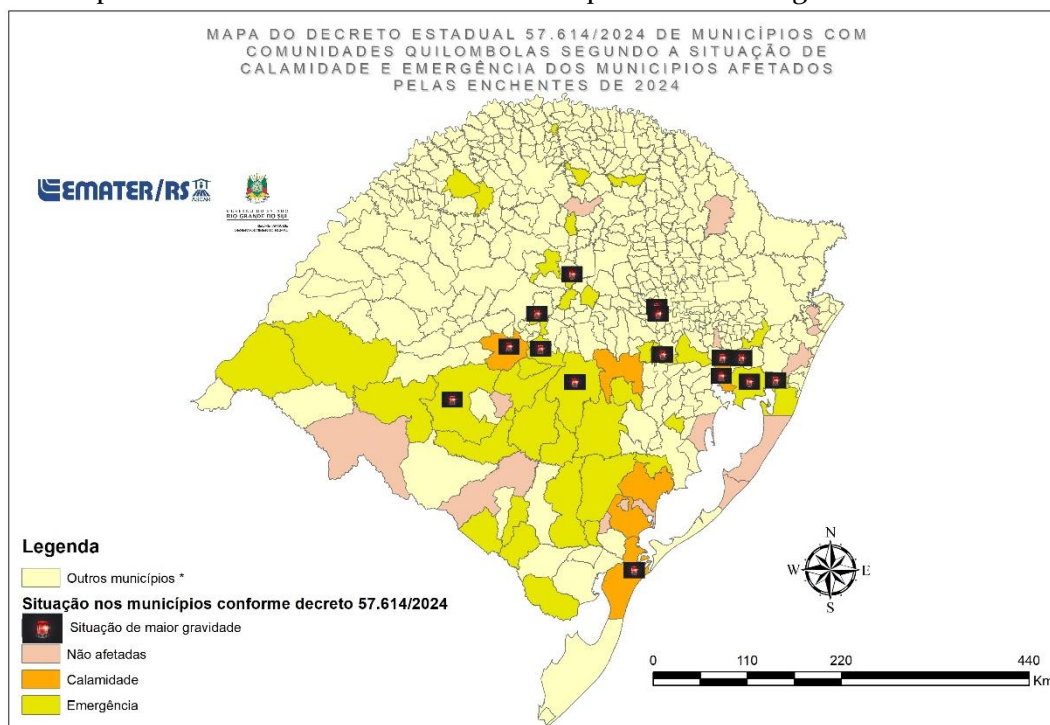 MAPA DO DECRETO ESTADUAL 57.614/2024 DE MUNICÍPIOS COM
COMUNIDADES QUILOMBOLAS SEGUNDO A SITUAÇÃO DE
CALAMIDADE E EMERGÊNCIA DOS MUNICIPIOS AFETADOS
PELAS ENCHENTES DE 2024
EMATER/RS
ASCAR
RIO GRANDE DO SUL
N
W E
S
Legenda
Outros municípios *
Situação nos municípios conforme decreto 57.614/2024
Situação de maior gravidade
Não afetadas
Calamidade
Emergência
0 110 220 440
Km